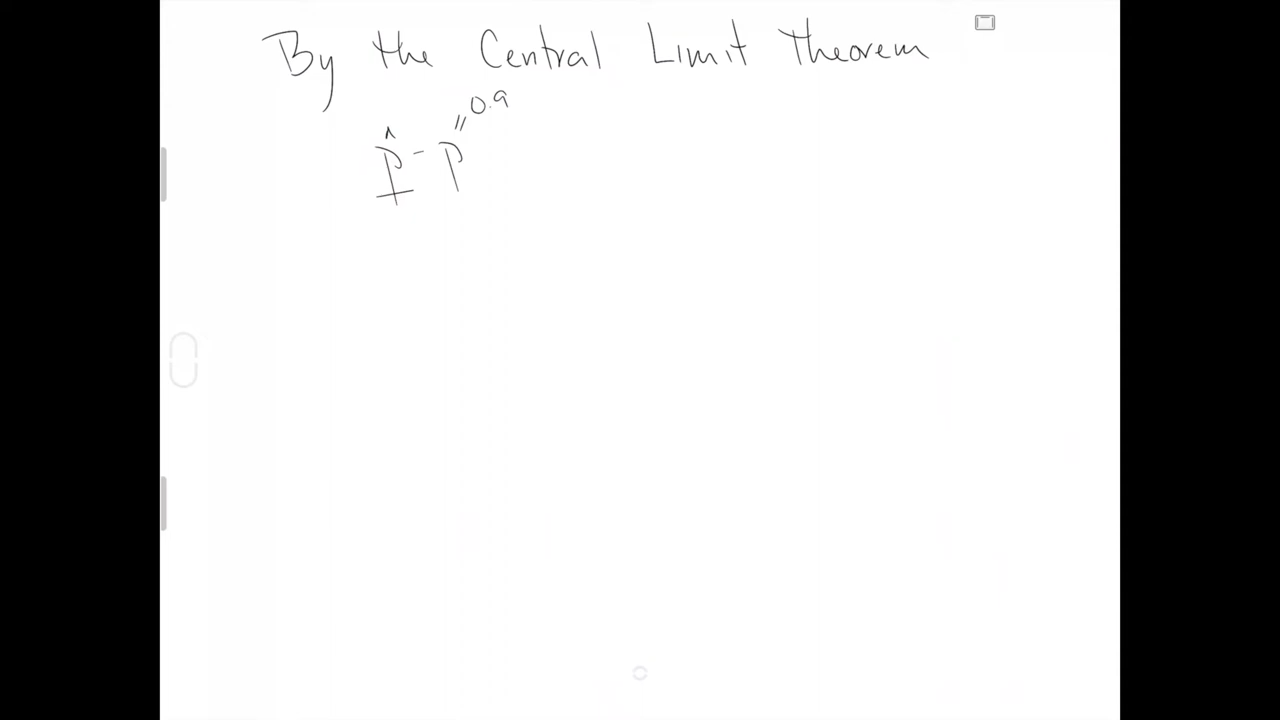 By the Central Limit Theorem
" 0.9
P̂ - P